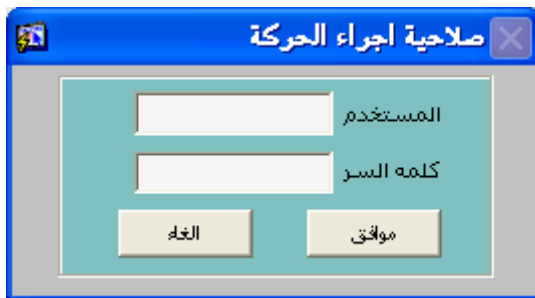 صلاحية اجراء الحركة
المستخدم
كلمه السر
موافق
الغاء